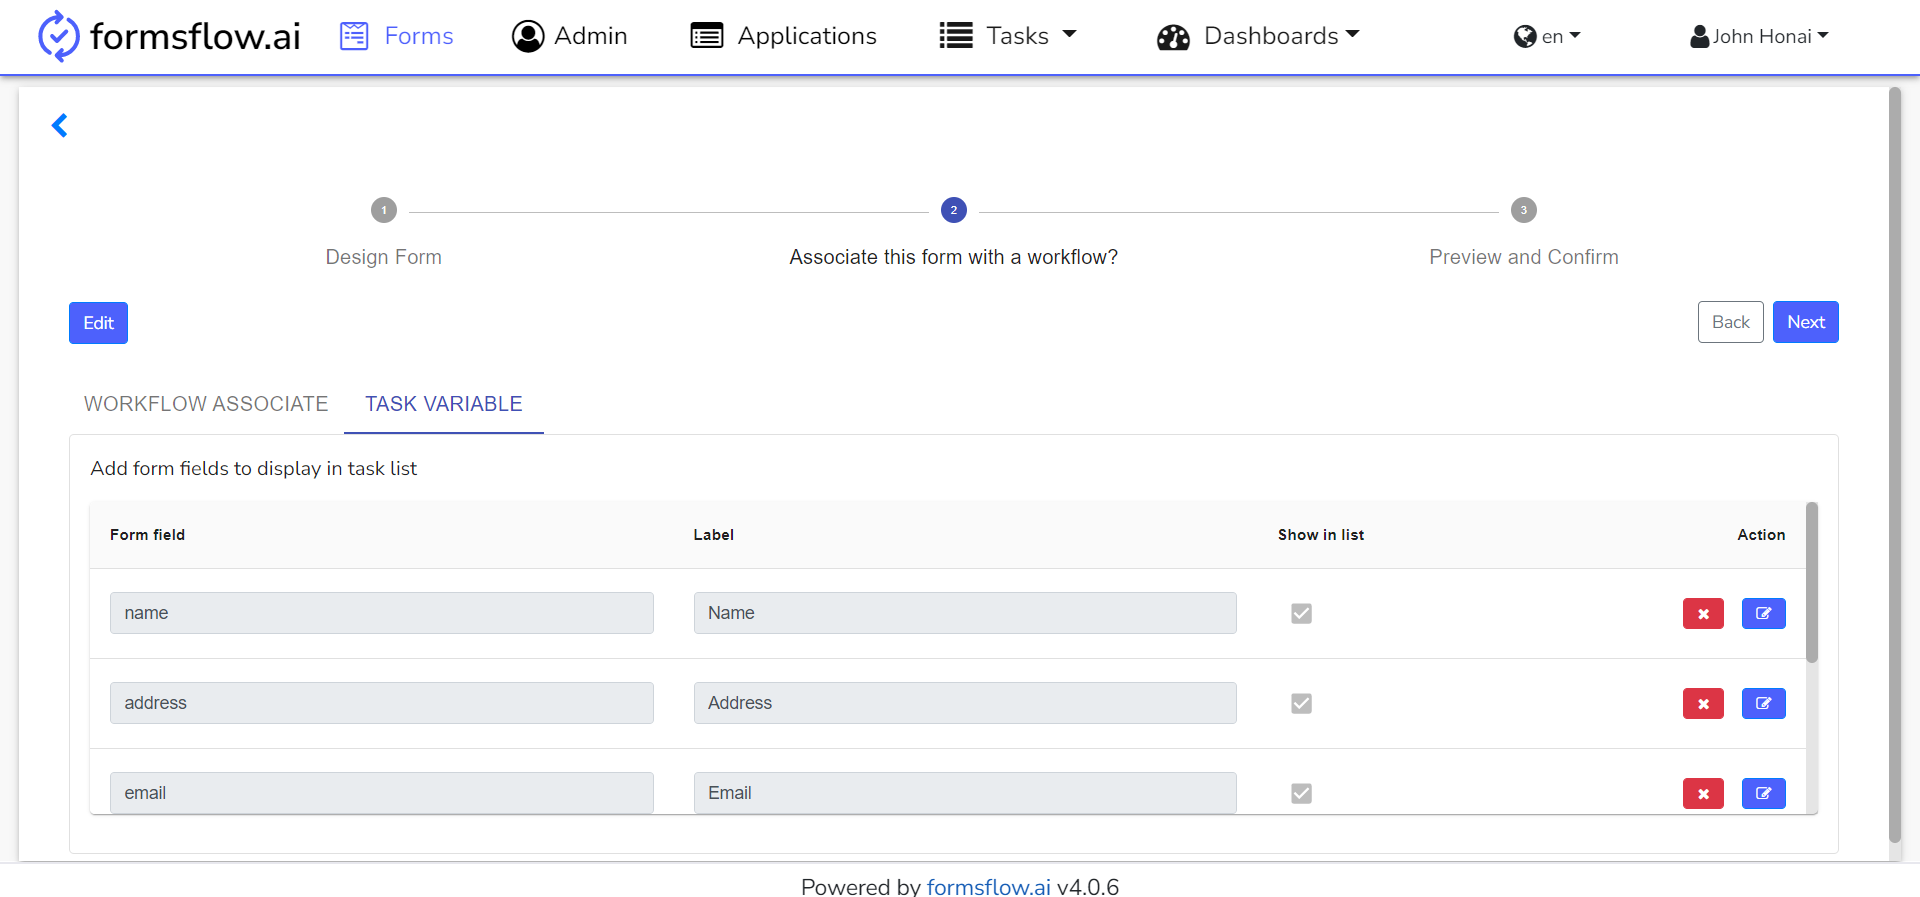 formsflow.ai Forms Admin Applications Tasks Dashboards en John Honai
1 2 3
Design Form Associate this form with a workflow? Preview and Confirm
Edit Back Next
WORKFLOW ASSOCIATE TASK VARIABLE
Add form fields to display in task list
Form field Label Show in list Action
name Name
address Address
email Email
Powered by formsflow.ai v4.0.6